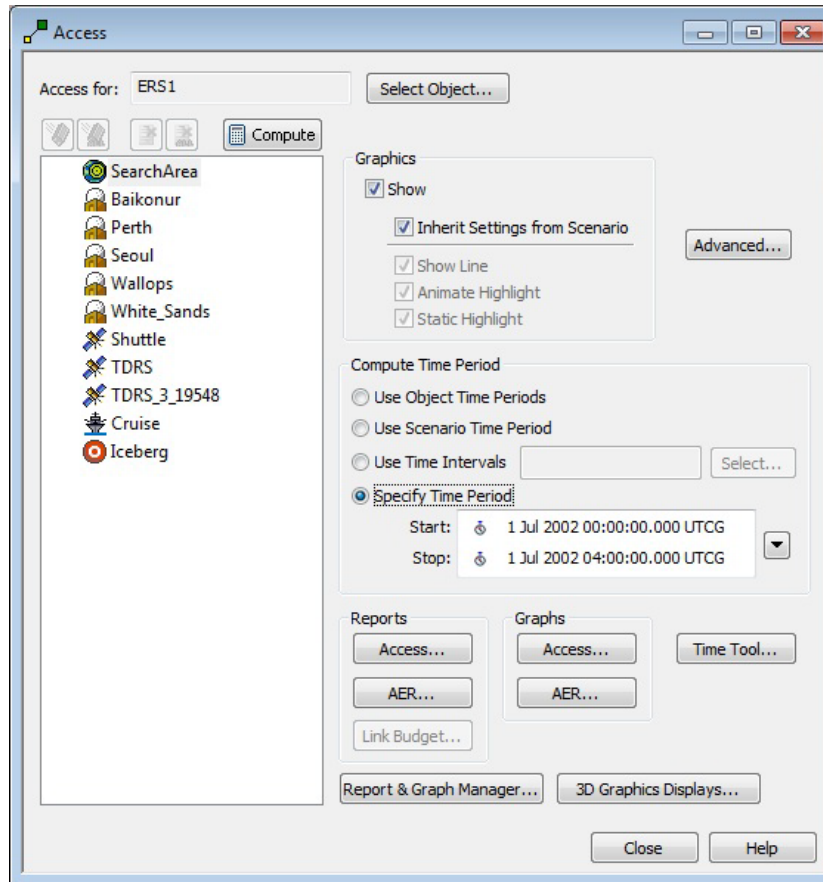 Access
Access for: ERS1 Select Object...
Compute
SearchArea
Baikonur
Perth
Seoul
Wallops
White_Sands
Shuttle
TDRS
TDRS_3_19548
Cruise
Iceberg
Graphics
Show
Inherit Settings from Scenario
Show Line
Animate Highlight
Static Highlight
Advanced...
Compute Time Period
Use Object Time Periods
Use Scenario Time Period
Use Time Intervals Select...
Specify Time Period
Start: 1 Jul 2002 00:00:00.000 UTCG
Stop: 1 Jul 2002 04:00:00.000 UTCG
Reports
Access...
AER...
Link Budget...
Graphs
Access...
AER...
Time Tool...
Report & Graph Manager... 3D Graphics Displays...
Close Help